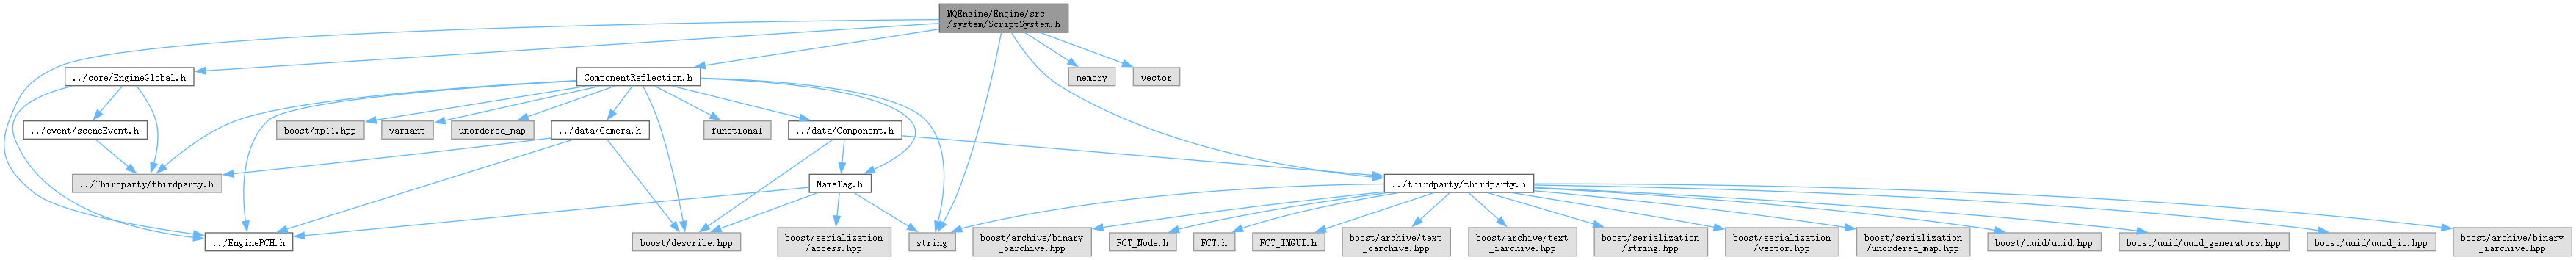 MQEngine/Engine/src
/system/ScriptSystem.h
../core/EngineGlobal.h
ComponentReflection.h
memory
vector
../event/sceneEvent.h
boost/mp11.hpp
variant
unordered_map
../data/Camera.h
functional
../data/Component.h
../Thirdparty/thirdparty.h
NameTag.h
../thirdparty/thirdparty.h
../EnginePCH.h
boost/describe.hpp
boost/serialization
/access.hpp
string
boost/archive/binary
_oarchive.hpp
FCT_Node.h
FCT.h
FCT_IMGUI.h
boost/archive/text
_oarchive.hpp
boost/archive/text
_iarchive.hpp
boost/serialization
/string.hpp
boost/serialization
/vector.hpp
boost/serialization
/unordered_map.hpp
boost/uuid/uuid.hpp
boost/uuid/uuid_generators.hpp
boost/uuid/uuid_io.hpp
boost/archive/binary
_iarchive.hpp